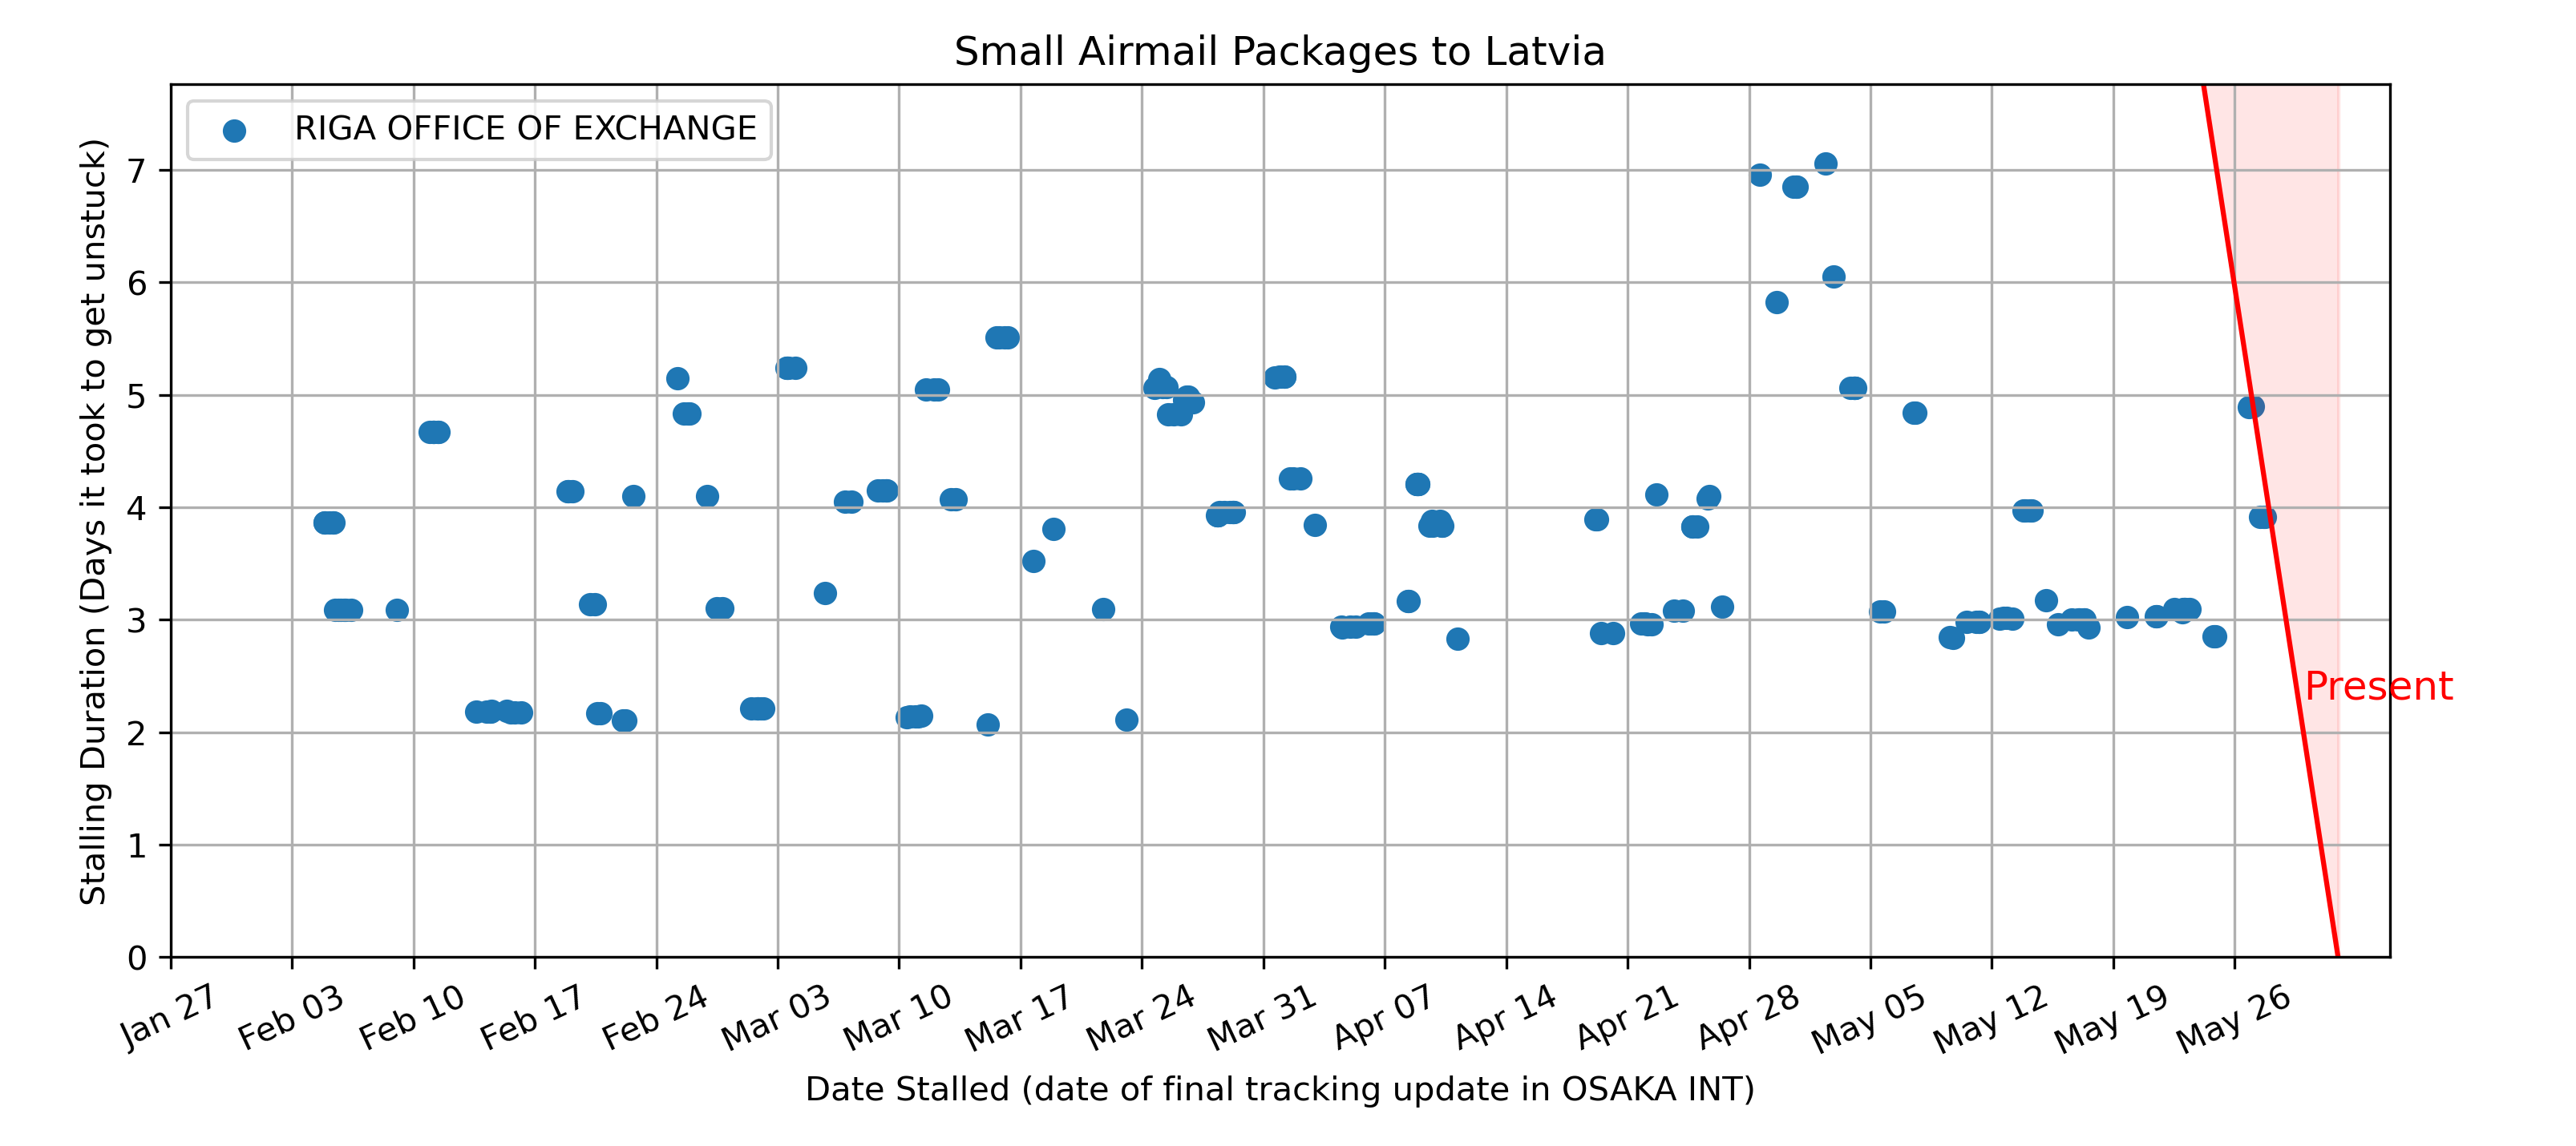 Small Airmail Packages to Latvia
RIGA OFFICE OF EXCHANGE
Stalling Duration (Days it took to get unstuck)
7
6
5
4
3
2
1
0
Present
Jan 27
Feb 03
Feb 10
Feb 17
Feb 24
Mar 03
Mar 10
Mar 17
Mar 24
Mar 31
Apr 07
Apr 14
Apr 21
Apr 28
May 05
May 12
May 19
May 26
Date Stalled (date of final tracking update in OSAKA INT)